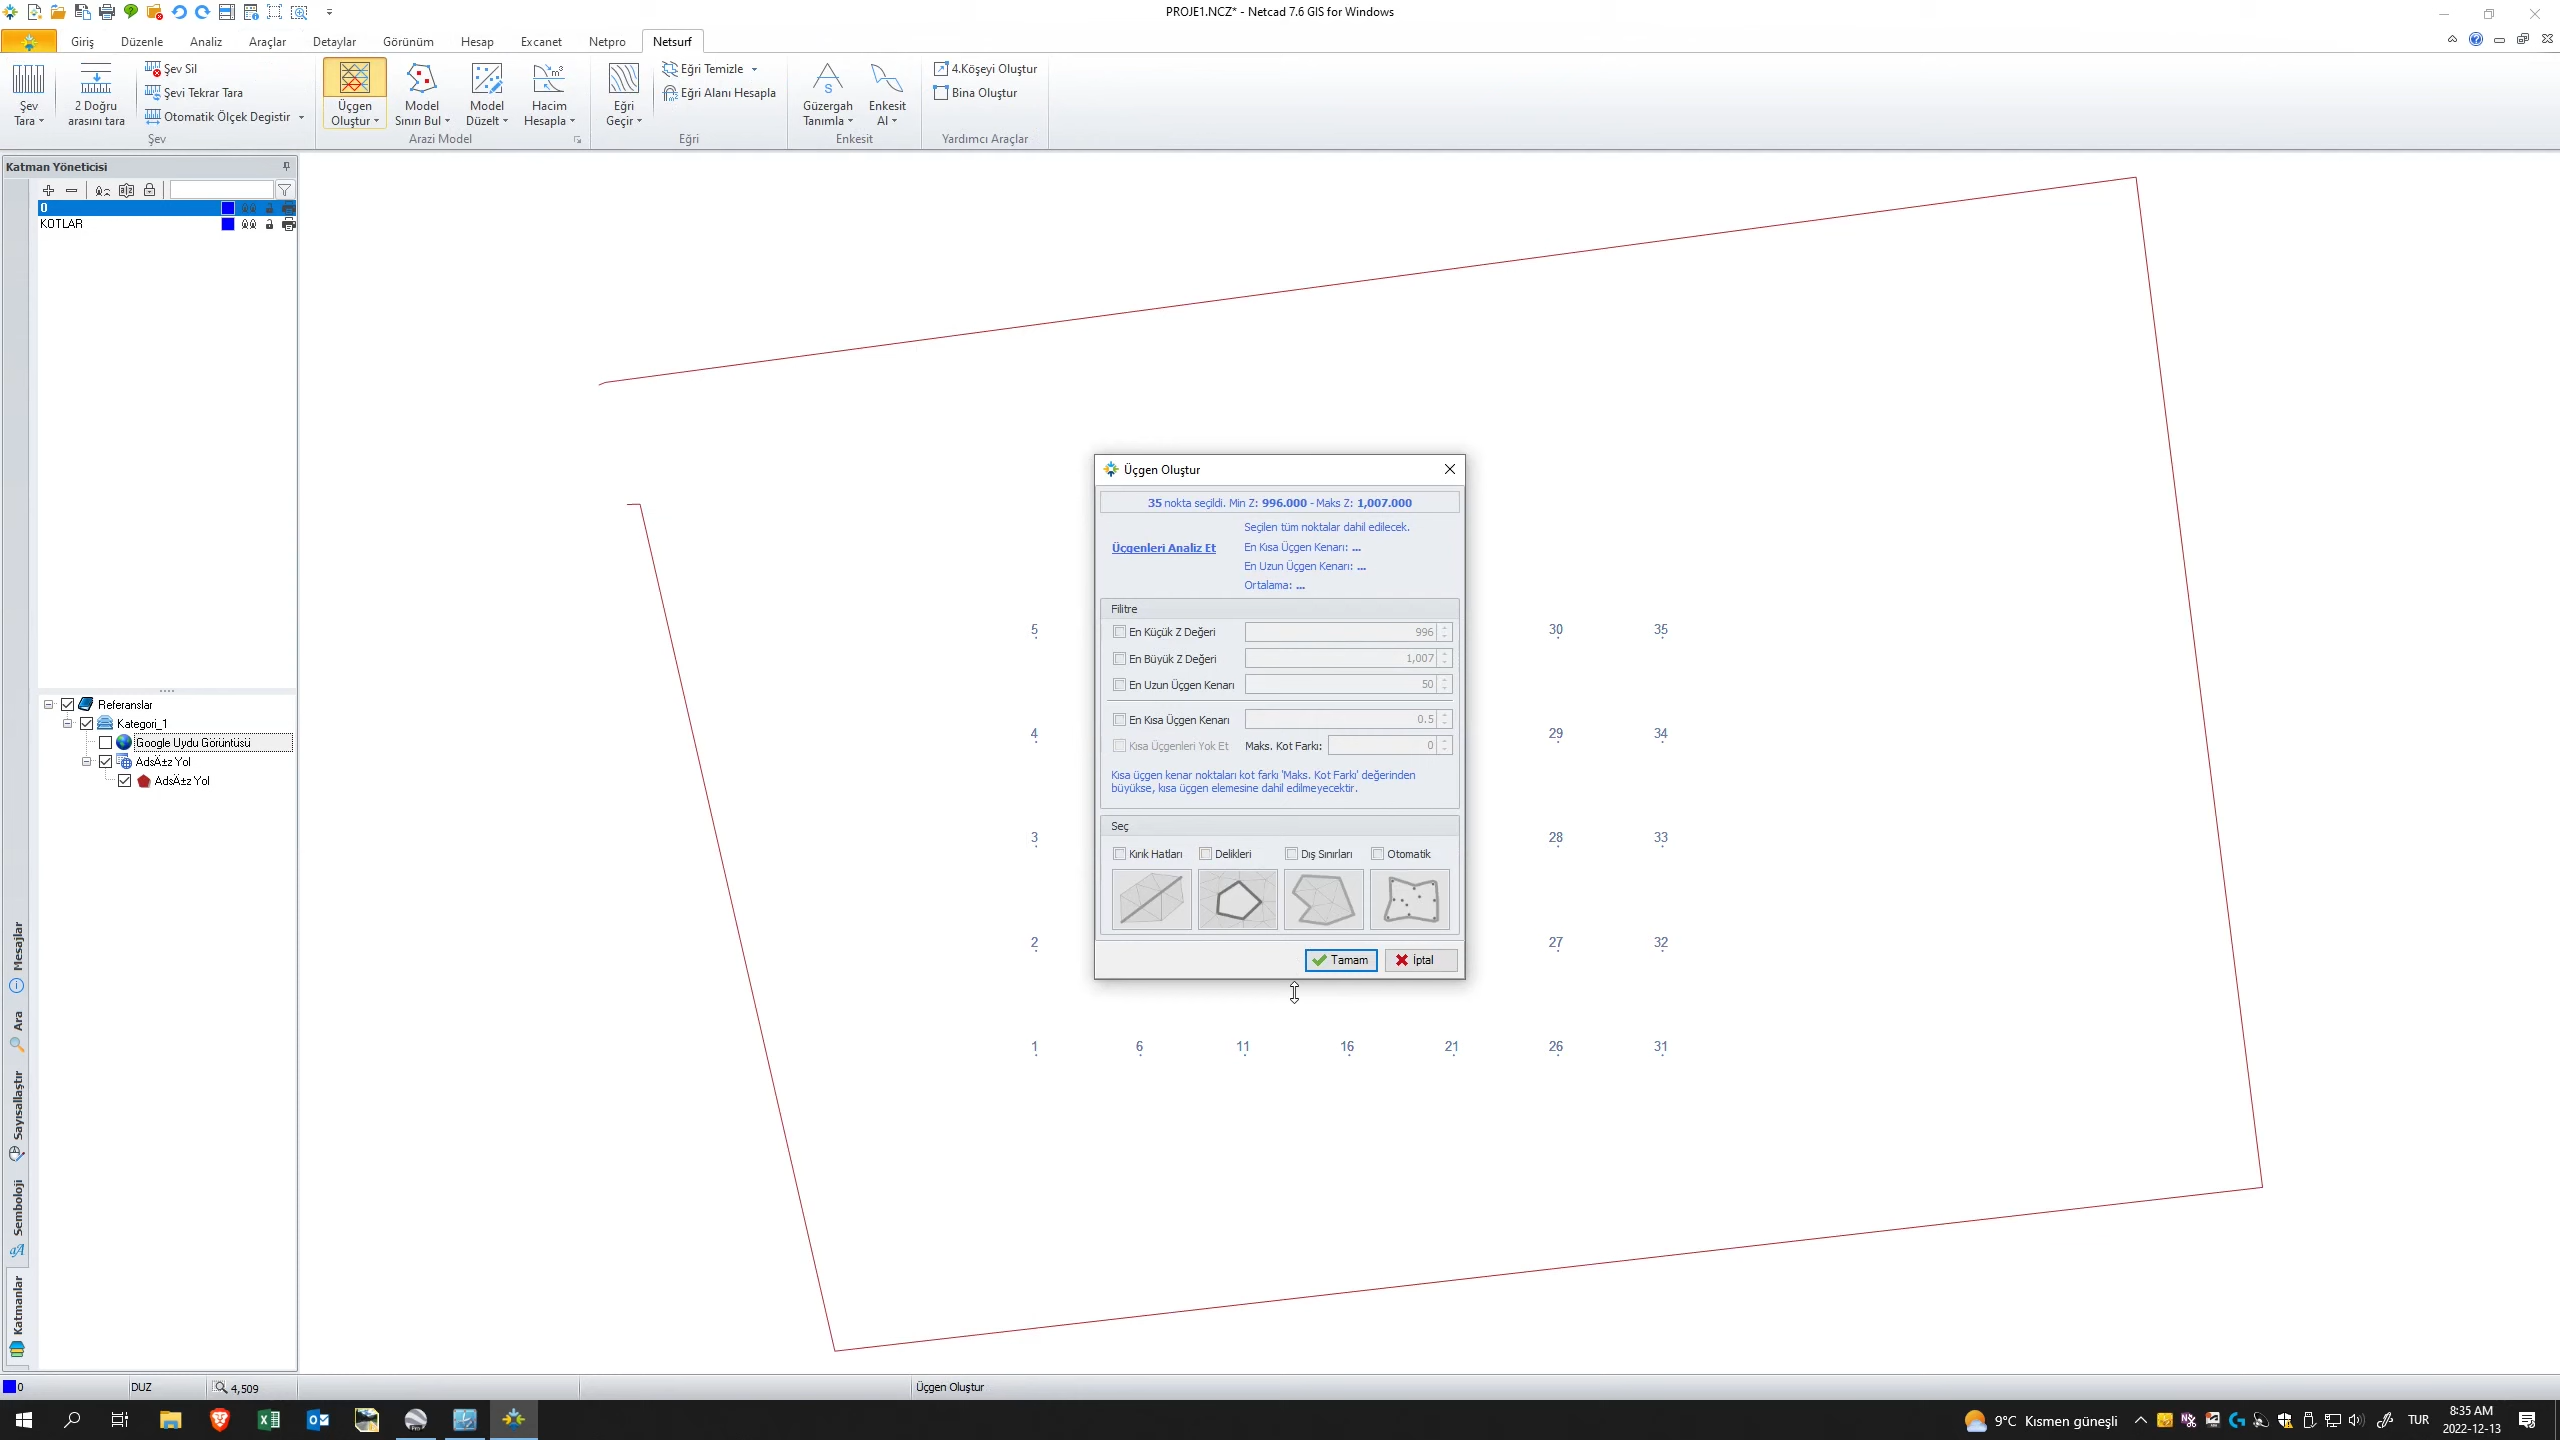 PROJE1.NCZ* - Netcad 7.6 GIS for Windows
Giriş Düzenle Analiz Araçlar Detaylar Görünüm Hesap Excanet Netpro Netsurf
Şev Tara
2 Doğru arasını tara
Şev Sil
Şevi Tekrar Tara
Otomatik Ölçek Degistir
Şev
Üçgen Oluştur
Model Sınırı Bul
Model Düzelt
Hacim Hesapla
Arazi Model
Eğri Geçir
Eğri Temizle
Eğri Alanı Hesapla
Eğri
Güzergah Tanımla
Enkesit Al
Enkesit
4.Köşeyi Oluştur
Bina Oluştur
Yardımcı Araçlar
Katman Yöneticisi
0
KOTLAR
Referanslar
Kategori_1
Google Uydu Görüntüsü
AdsÄ±z Yol
AdsÄ±z Yol
Mesajlar
Ara
Sayısallaştır
Semboloji
Katmanlar
Üçgen Oluştur
35 nokta seçildi. Min Z: 996.000 - Maks Z: 1,007.000
Seçilen tüm noktalar dahil edilecek.
Üçgenleri Analiz Et
En Kısa Üçgen Kenarı: ...
En Uzun Üçgen Kenarı: ...
Ortalama: ...
Filitre
En Küçük Z Değeri 996
En Büyük Z Değeri 1,007
En Uzun Üçgen Kenarı 50
En Kısa Üçgen Kenarı 0.5
Kısa Üçgenleri Yok Et Maks. Kot Farkı: 0
Kısa üçgen kenar noktaları kot farkı 'Maks. Kot Farkı' değerinden
büyükse, kısa üçgen elemesine dahil edilmeyecektir.
Seç
Kırık Hatları Delikleri Dış Sınırları Otomatik
Tamam İptal
5 30 35
4 29 34
3 28 33
2 27 32
1 6 11 16 21 26 31
0 DUZ 4,509 Üçgen Oluştur
9°C Kısmen güneşli TUR 8:35 AM
2022-12-13